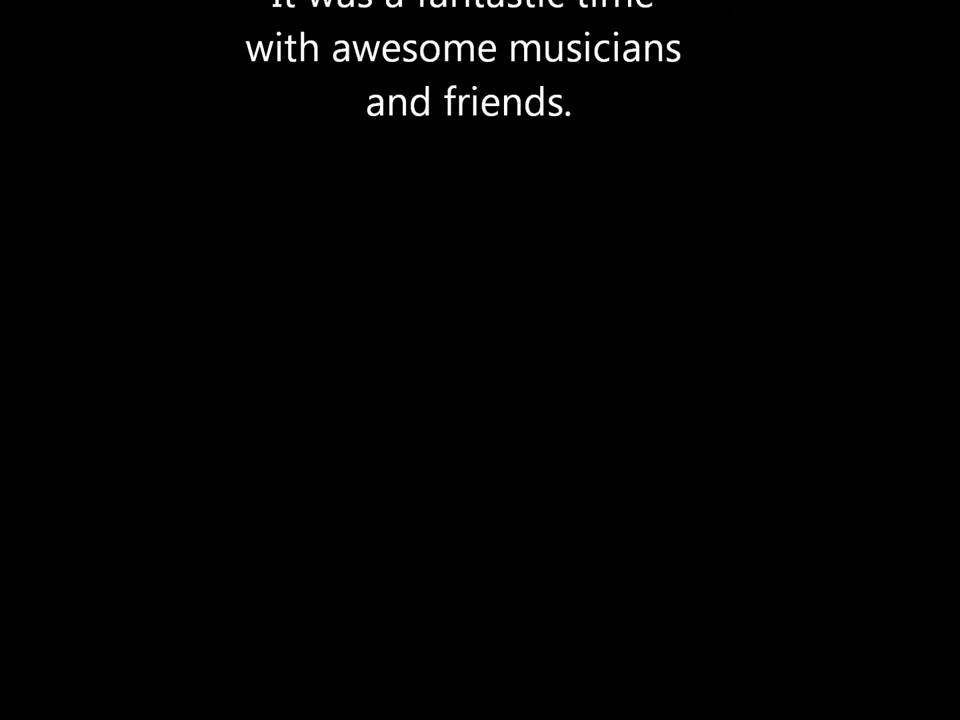 It was a fantastic time
with awesome musicians
and friends.